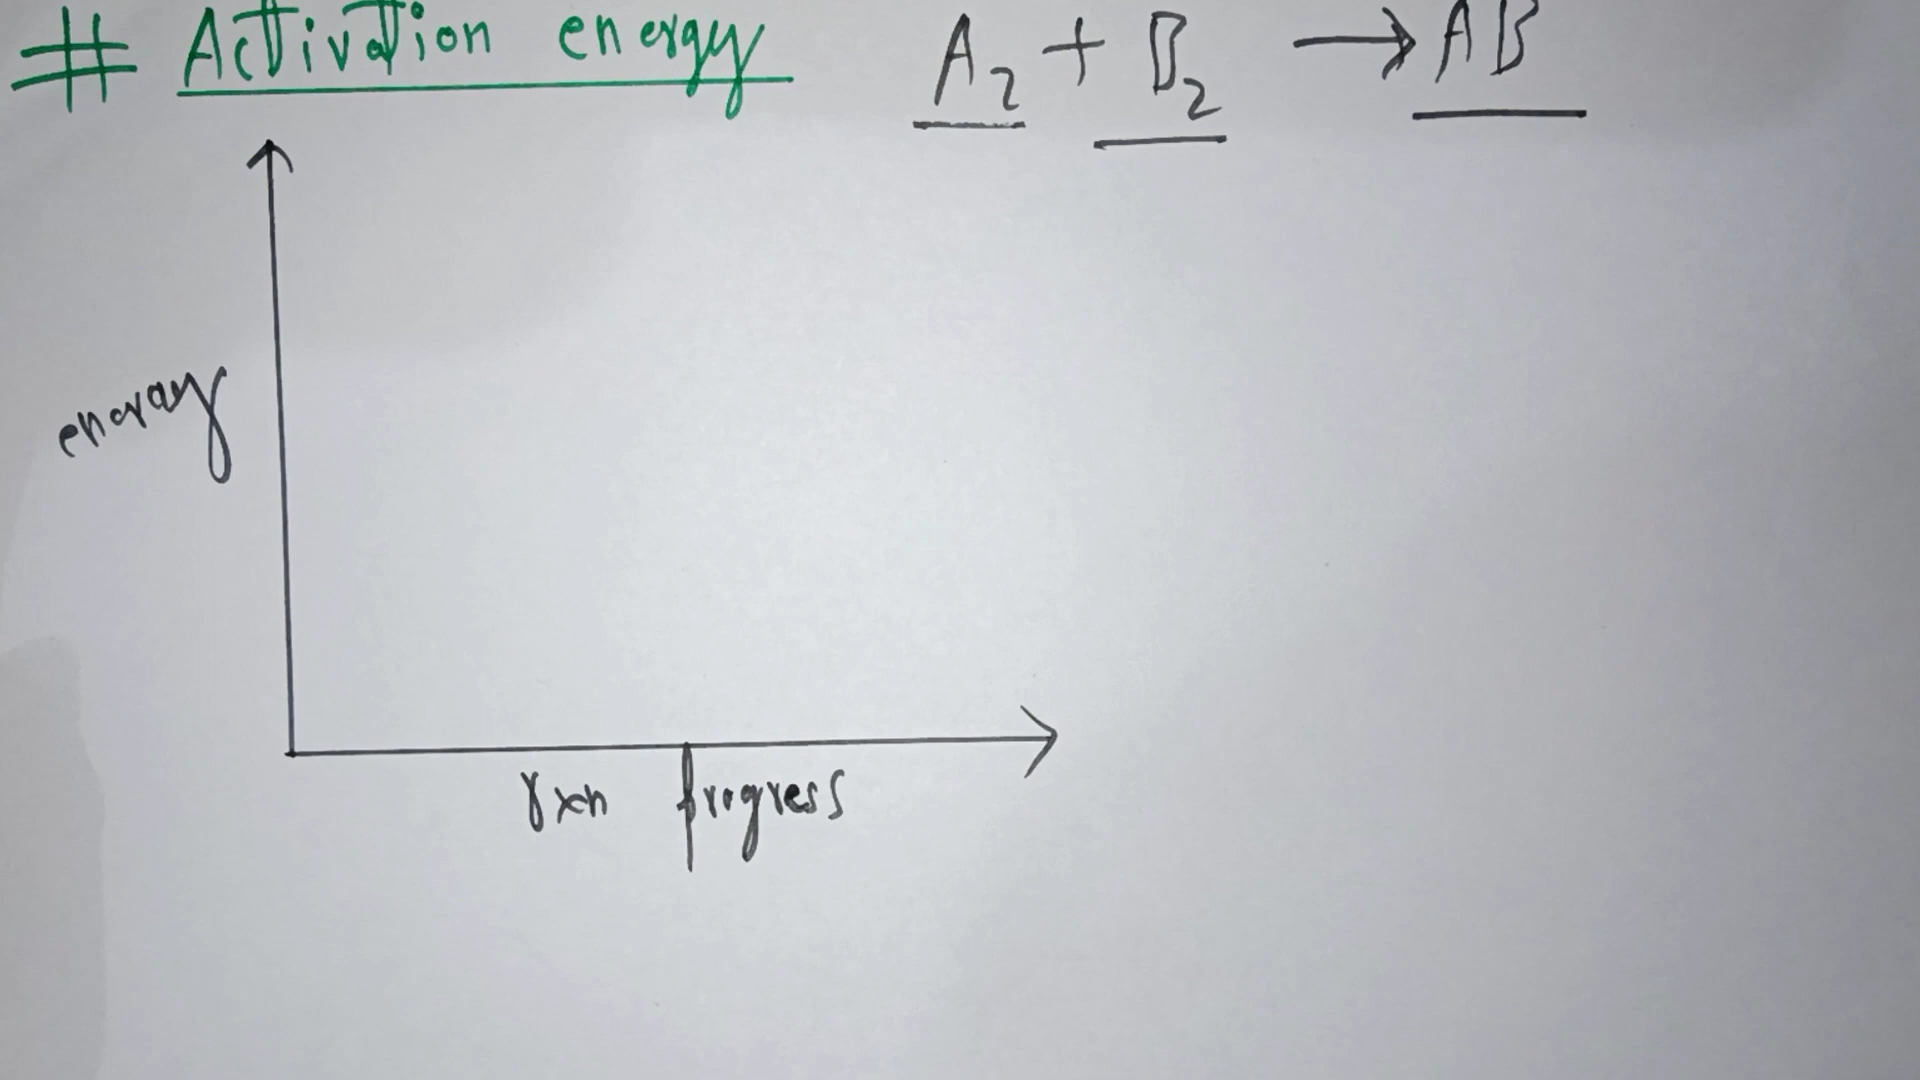 # Activation energy A₂ + B₂ → AB
energy
rxn progress